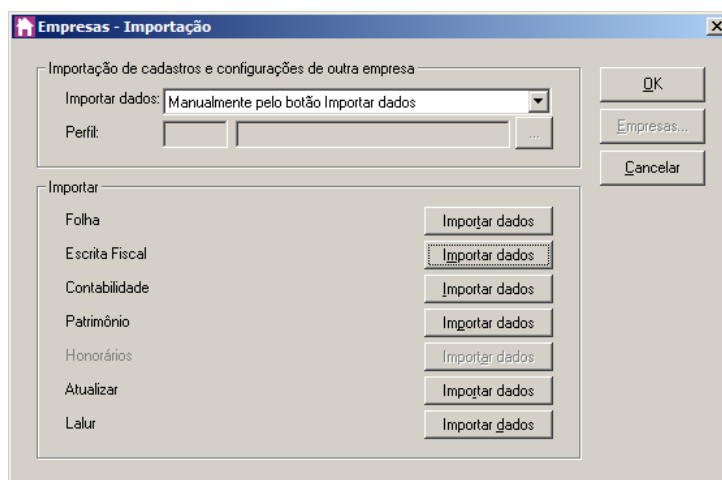 Empresas - Importação
Importação de cadastros e configurações de outra empresa
Importar dados: Manualmente pelo botão Importar dados
Perfil: ...
OK
Empresas...
Cancelar
Importar
Folha Importar dados
Escrita Fiscal Importar dados
Contabilidade Importar dados
Patrimônio Importar dados
Honorários Importar dados
Atualizar Importar dados
Lalur Importar dados